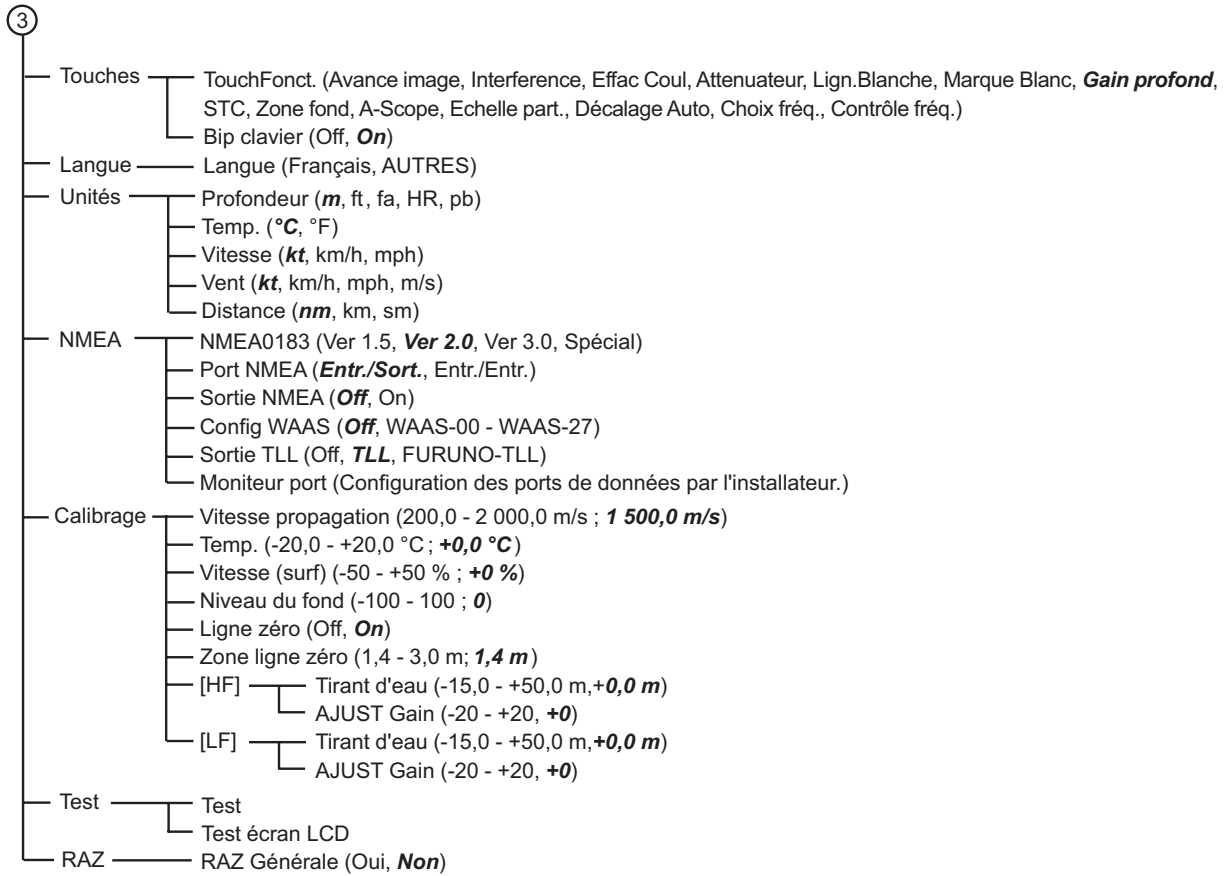 3
Touches TouchFonct. (Avance image, Interference, Effac Coul, Attenuateur, Lign.Blanche, Marque Blanc, Gain profond,
STC, Zone fond, A-Scope, Echelle part., Décalage Auto, Choix fréq., Contrôle fréq.)
Bip clavier (Off, On)
Langue Langue (Français, AUTRES)
Unités Profondeur (m, ft, fa, HR, pb)
Temp. (°C, °F)
Vitesse (kt, km/h, mph)
Vent (kt, km/h, mph, m/s)
Distance (nm, km, sm)
NMEA NMEA0183 (Ver 1.5, Ver 2.0, Ver 3.0, Spécial)
Port NMEA (Entr./Sort., Entr./Entr.)
Sortie NMEA (Off, On)
Config WAAS (Off, WAAS-00 - WAAS-27)
Sortie TLL (Off, TLL, FURUNO-TLL)
Moniteur port (Configuration des ports de données par l'installateur.)
Calibrage Vitesse propagation (200,0 - 2 000,0 m/s ; 1 500,0 m/s)
Temp. (-20,0 - +20,0 °C ; +0,0 °C)
Vitesse (surf) (-50 - +50 % ; +0 %)
Niveau du fond (-100 - 100 ; 0)
Ligne zéro (Off, On)
Zone ligne zéro (1,4 - 3,0 m; 1,4 m)
[HF] Tirant d'eau (-15,0 - +50,0 m,+0,0 m)
AJUST Gain (-20 - +20, +0)
[LF] Tirant d'eau (-15,0 - +50,0 m,+0,0 m)
AJUST Gain (-20 - +20, +0)
Test Test
Test écran LCD
RAZ RAZ Générale (Oui, Non)